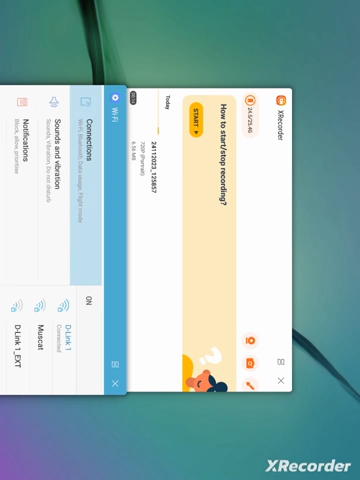 XRecorder
24.5/25.4G
How to start/stop recording?
START
Today
24112023_125857
720P (Portrait)
6.56 MB
Wi-Fi
Connections
Wi-Fi, Bluetooth, Data usage, Flight mode
Sounds and vibration
Sounds, Vibration, Do not disturb
Notifications
Block, allow, prioritise
ON
D-Link 1
Connected
Muscat
D-Link 1_EXT
XRecorder